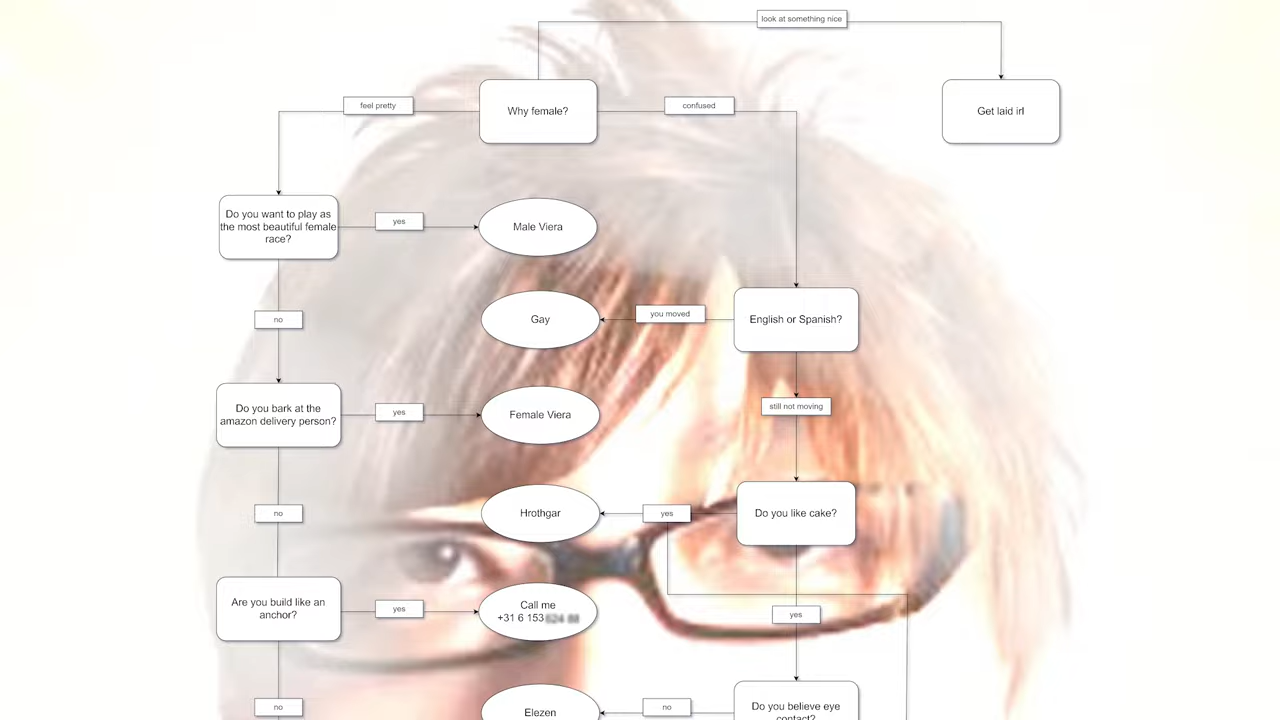 look at something nice
feel pretty
Why female?
confused
Get laid irl
Do you want to play as
the most beautiful female
race?
yes
Male Viera
no
Gay
you moved
English or Spanish?
Do you bark at the
amazon delivery person?
yes
Female Viera
still not moving
no
Hrothgar
yes
Do you like cake?
Are you build like an
anchor?
yes
Call me
+31 6 153
yes
no
Elezen
no
Do you believe eye
contact?